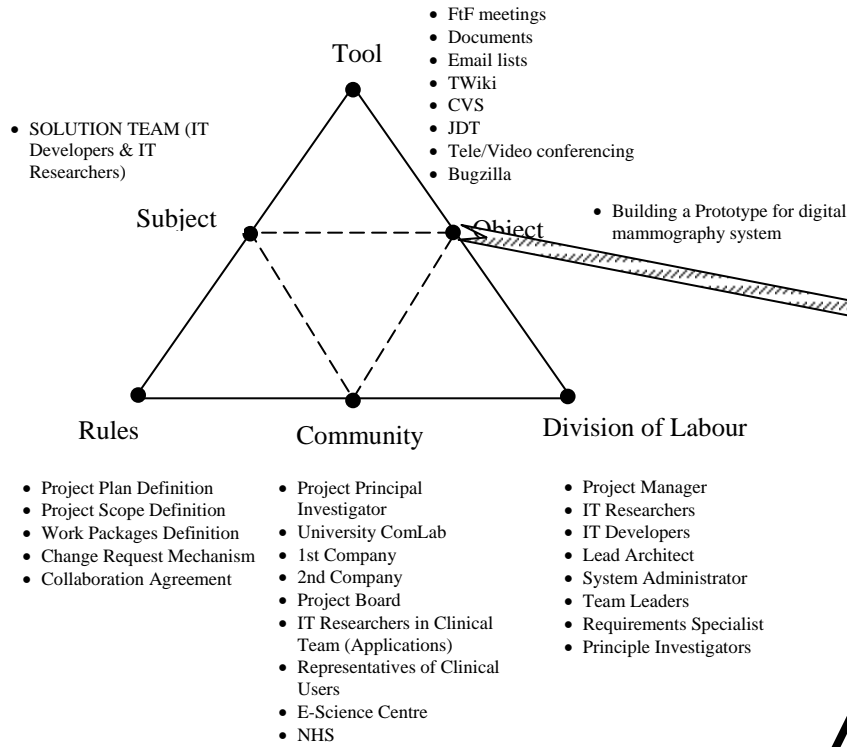 • FtF meetings
• Documents
• Email lists
• TWiki
• CVS
• JDT
• Tele/Video conferencing
• Bugzilla
Tool
• SOLUTION TEAM (IT
Developers & IT
Researchers)
Subject
Object
• Building a Prototype for digital
mammography system
Rules
Community
Division of Labour
• Project Plan Definition
• Project Scope Definition
• Work Packages Definition
• Change Request Mechanism
• Collaboration Agreement
• Project Principal
Investigator
• University ComLab
• 1st Company
• 2nd Company
• Project Board
• IT Researchers in Clinical
Team (Applications)
• Representatives of Clinical
Users
• E-Science Centre
• NHS
• Project Manager
• IT Researchers
• IT Developers
• Lead Architect
• System Administrator
• Team Leaders
• Requirements Specialist
• Principle Investigators